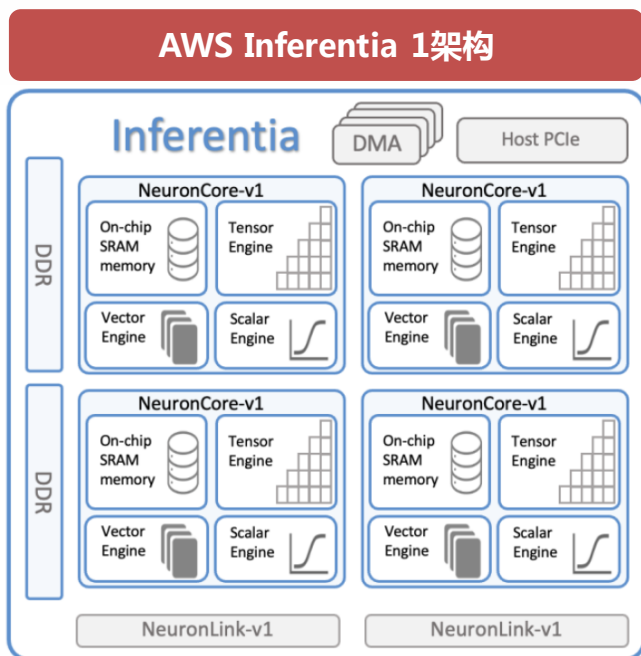 AWS Inferentia 1架构
Inferentia
DMA
Host PCIe
DDR
NeuronCore-v1
On-chip
SRAM
memory
Tensor
Engine
Vector
Engine
Scalar
Engine
NeuronCore-v1
On-chip
SRAM
memory
Tensor
Engine
Vector
Engine
Scalar
Engine
DDR
NeuronCore-v1
On-chip
SRAM
memory
Tensor
Engine
Vector
Engine
Scalar
Engine
NeuronCore-v1
On-chip
SRAM
memory
Tensor
Engine
Vector
Engine
Scalar
Engine
NeuronLink-v1
NeuronLink-v1